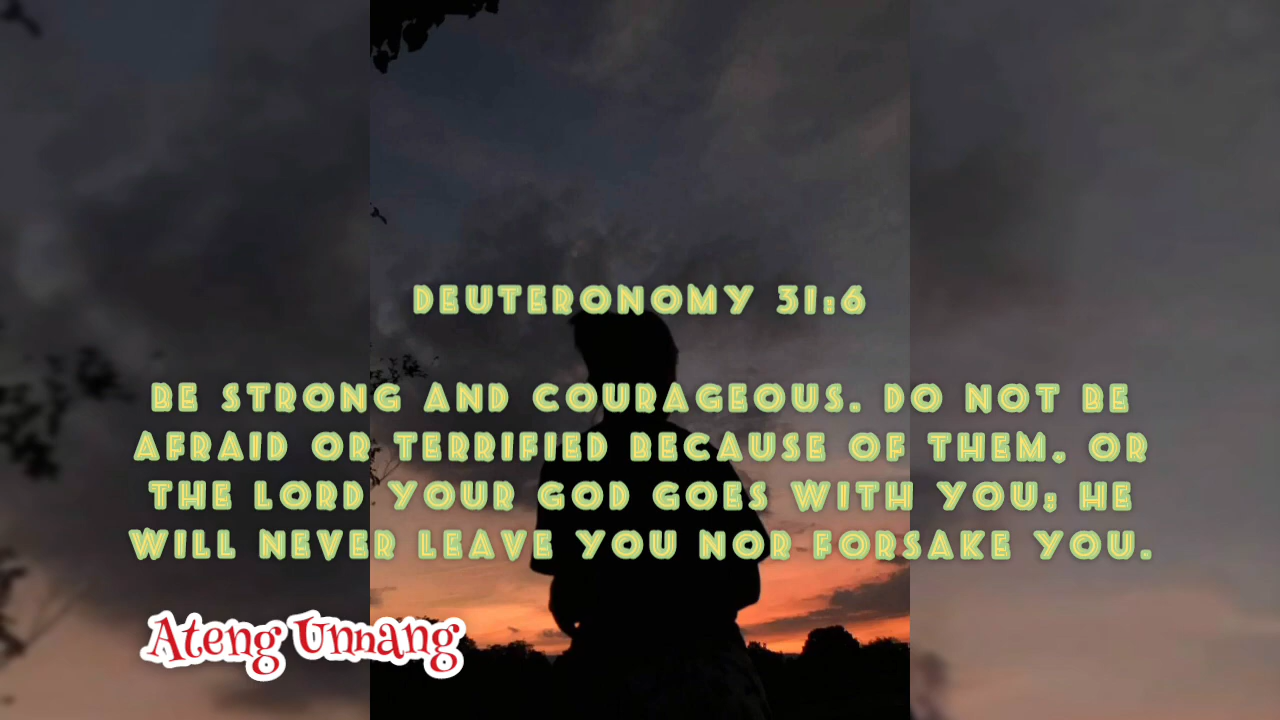 DEUTERONOMY 31:6
BE STRONG AND COURAGEOUS. DO NOT BE
AFRAID OR TERRIFIED BECAUSE OF THEM, OR
THE LORD YOUR GOD GOES WITH YOU; HE
WILL NEVER LEAVE YOU NOR FORSAKE YOU.
Ateng Unnang